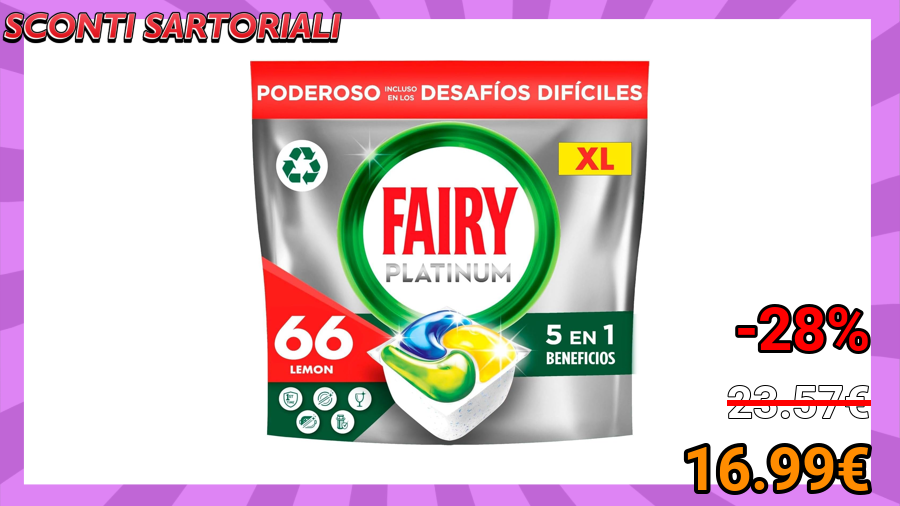 SCONTI SARTORIALI
PODEROSO INCLUSO EN LOS DESAFÍOS DIFÍCILES
XL
FAIRY
PLATINUM
66
LEMON
5 EN 1
BENEFICIOS
-28%
23.57€
16.99€